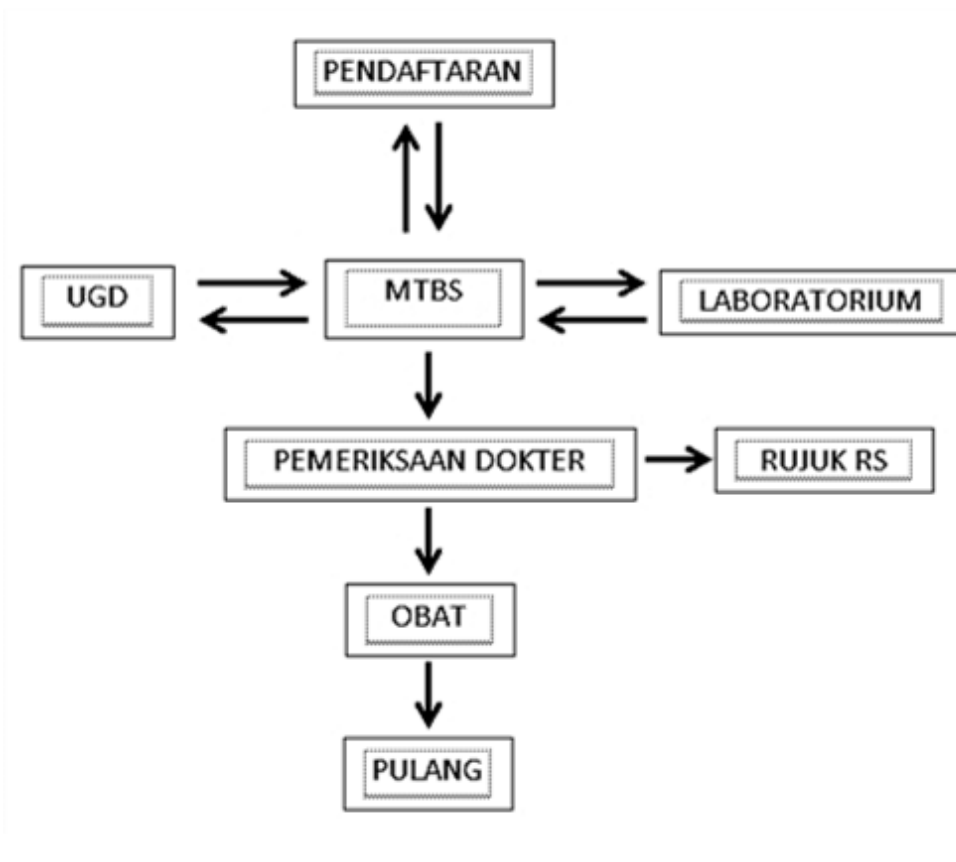 PENDAFTARAN
UGD
MTBS
LABORATORIUM
PEMERIKSAAN DOKTER
RUJUK RS
OBAT
PULANG